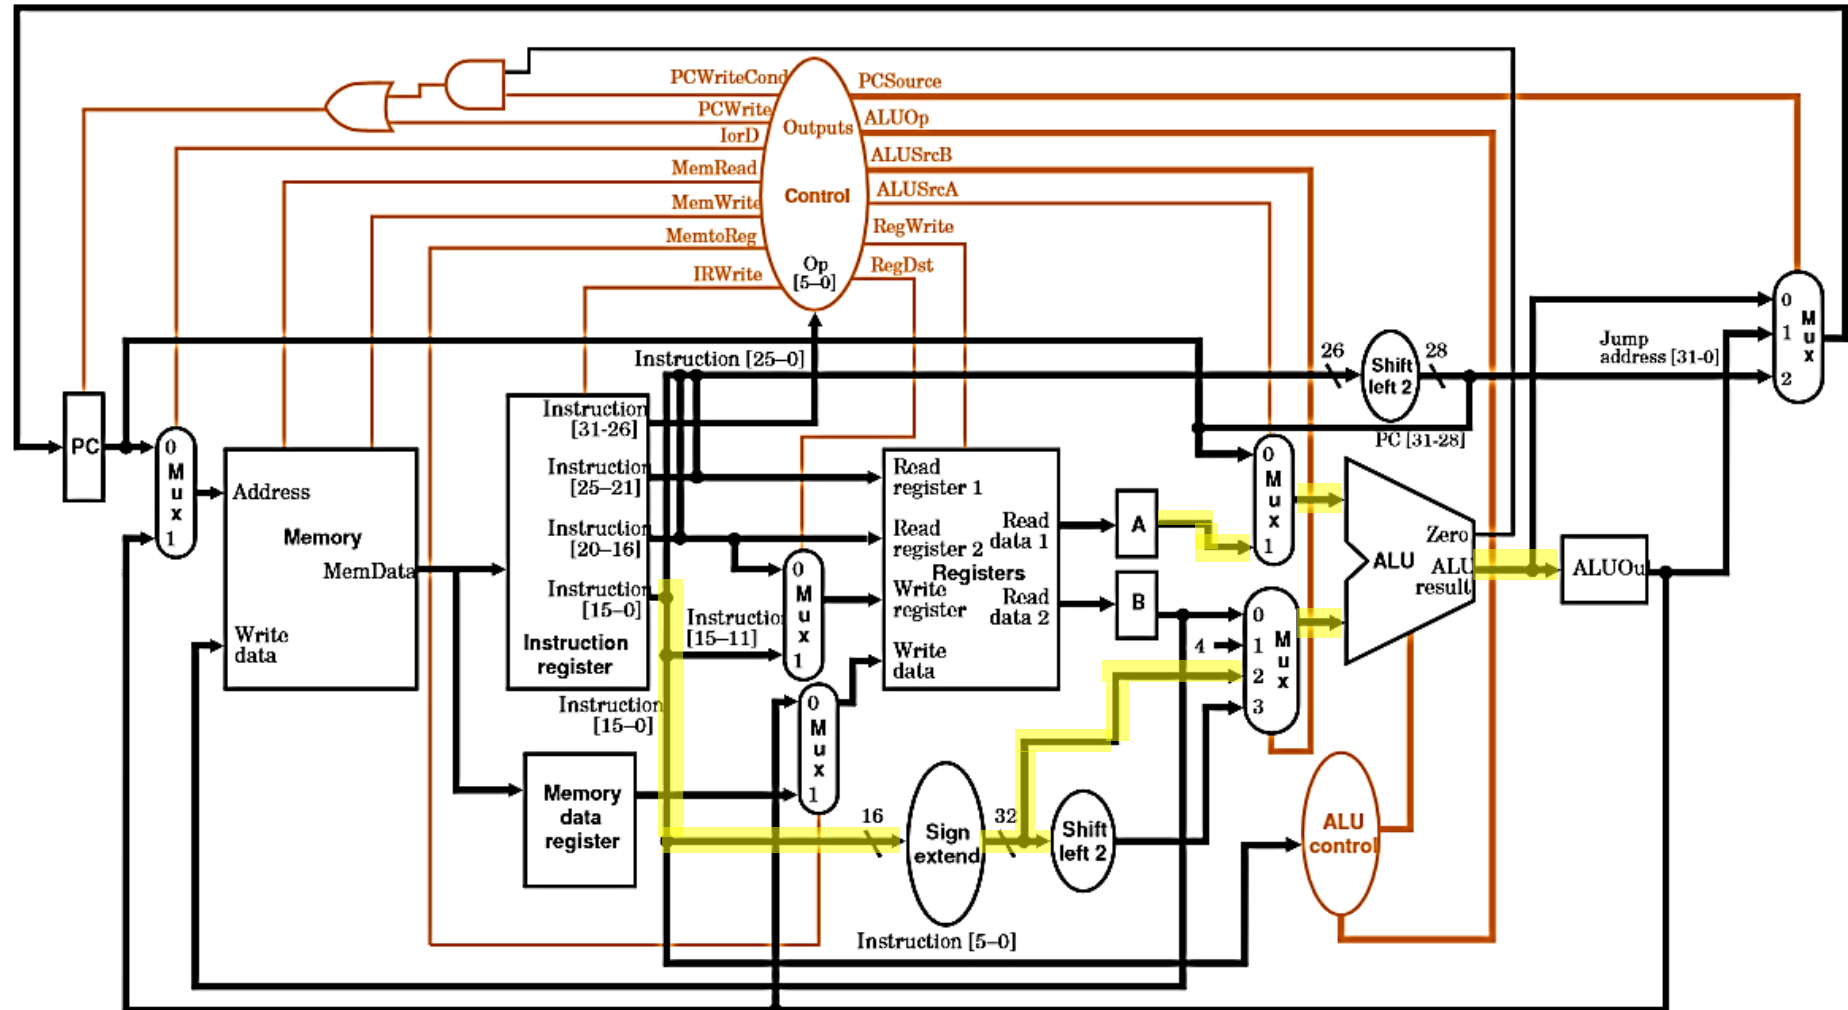 PCWriteCond
PCSource
PCWrite
ALUOp
Outputs
IorD
ALUSrcB
MemRead
ALUSrcA
Control
MemWrite
RegWrite
MemtoReg
RegDst
Op
[5–0]
IRWrite
0
1
2
M
u
x
Jump
address [31-0]
26
28
Shift
left 2
Instruction [25–0]
PC [31-28]
PC
0
M
u
x
1
Address
Memory
MemData
Write
data
Instruction
[31-26]
Instruction
[25–21]
Instruction
[20–16]
Instruction
[15–0]
Instruction
register
Instruction
[15–11]
Instruction
[15–0]
0
M
u
x
1
Read
register 1
Read
register 2
Registers
Write
register
Write
data
Read
data 1
Read
data 2
A
B
0
M
u
x
1
0
4
1
2
3
M
u
x
Zero
ALU
ALU
result
ALUOu
0
M
u
x
1
Memory
data
register
16
Sign
extend
32
Shift
left 2
ALU
control
Instruction [5–0]